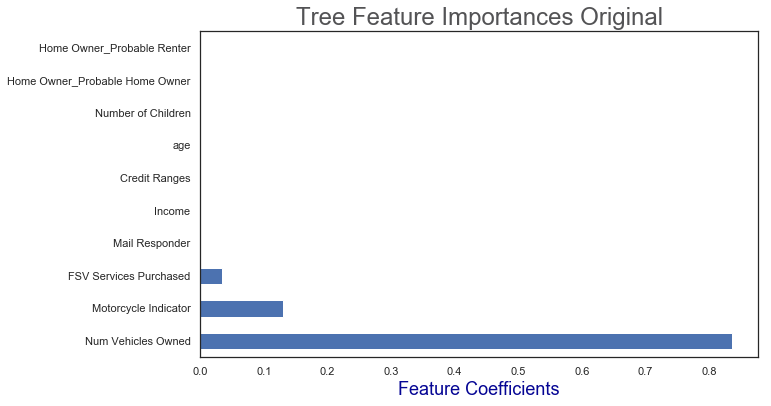 Tree Feature Importances Original
Home Owner_Probable Renter
Home Owner_Probable Home Owner
Number of Children
age
Credit Ranges
Income
Mail Responder
FSV Services Purchased
Motorcycle Indicator
Num Vehicles Owned
0.0 0.1 0.2 0.3 0.4 0.5 0.6 0.7 0.8
Feature Coefficients